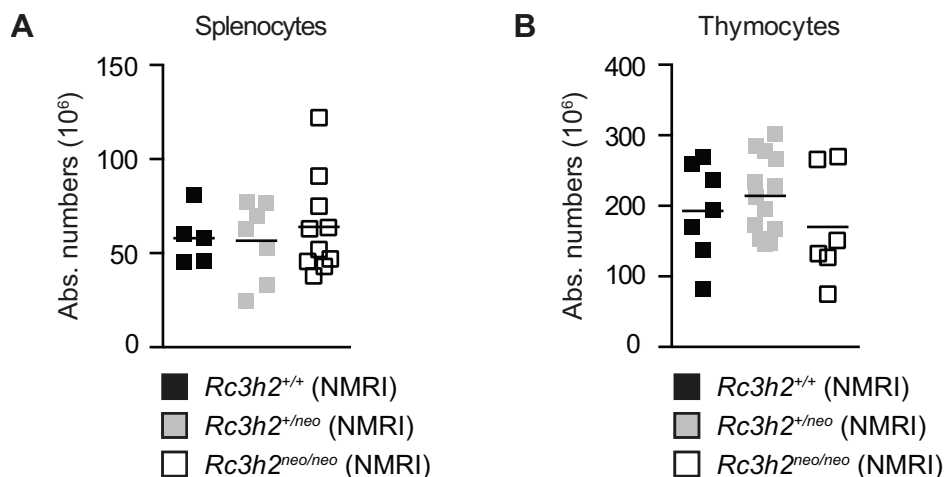 A
Splenocytes
Abs. numbers (10⁶)
150
100
50
0
Rc3h2⁺/⁺ (NMRI)
Rc3h2⁺/ⁿᵉᵒ (NMRI)
Rc3h2ⁿᵉᵒ/ⁿᵉᵒ (NMRI)
B
Thymocytes
Abs. numbers (10⁶)
400
300
200
100
0
Rc3h2⁺/⁺ (NMRI)
Rc3h2⁺/ⁿᵉᵒ (NMRI)
Rc3h2ⁿᵉᵒ/ⁿᵉᵒ (NMRI)